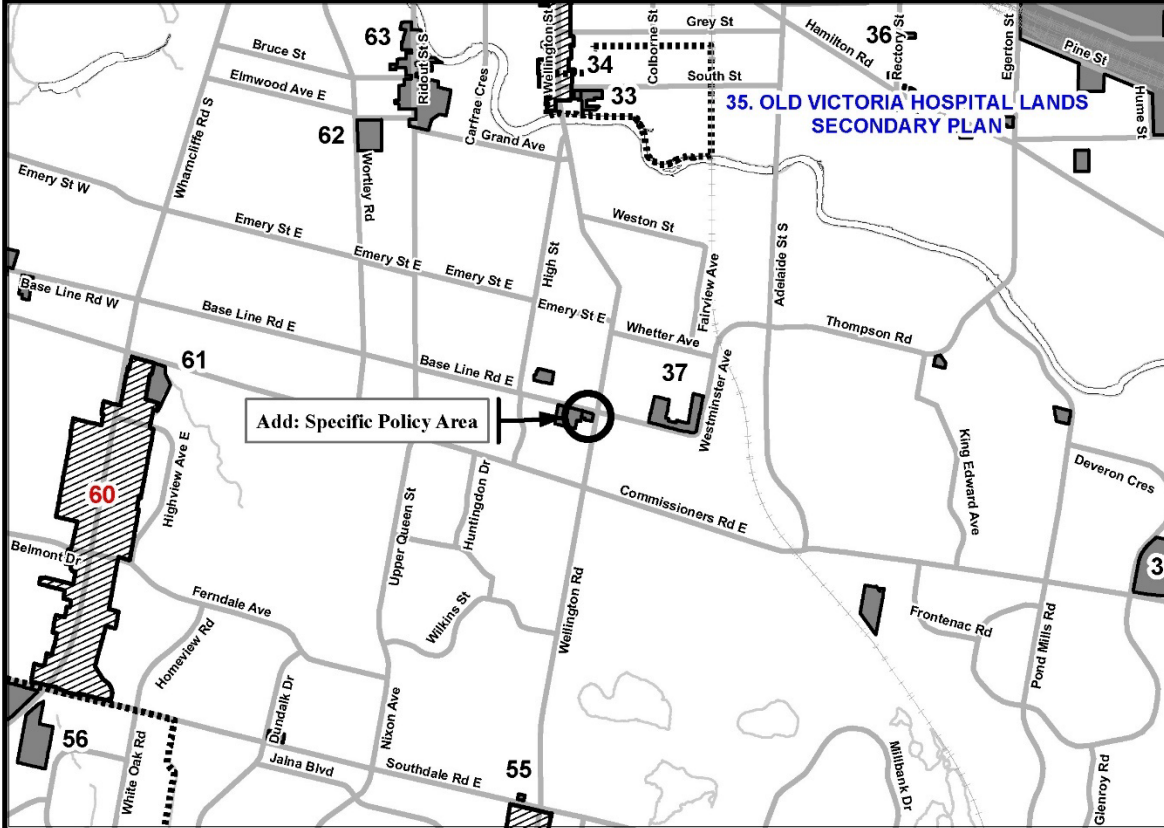 Wellington St
Grey St
Colborne St
Hamilton Rd
36
Rectory St
Egerton St
Pine St
Hume St
63
Bruce St
Ridout St S
34
South St
33
35. OLD VICTORIA HOSPITAL LANDS
SECONDARY PLAN
Elmwood Ave E
62
Carfrae Cres
Grand Ave
Wharncliffe Rd S
Wortley Rd
Emery St W
Emery St E
Emery St E
Emery St E
Emery St E
High St
Weston St
Fairview Ave
Adelaide St S
Base Line Rd W
Base Line Rd E
Base Line Rd E
Whetter Ave
Thompson Rd
61
37
Westminster Ave
Add: Specific Policy Area
King Edward Ave
Deveron Cres
60
Highview Ave E
Upper Queen St
Huntingdon Dr
Commissioners Rd E
3
Belmont Dr
Ferndale Ave
Wilkins St
Wellington Rd
Frontenac Rd
Pond Mills Rd
Homeview Rd
Dundalk Dr
Nixon Ave
56
White Oak Rd
Jalna Blvd
Southdale Rd E
55
Millbank Dr
Glenroy Rd